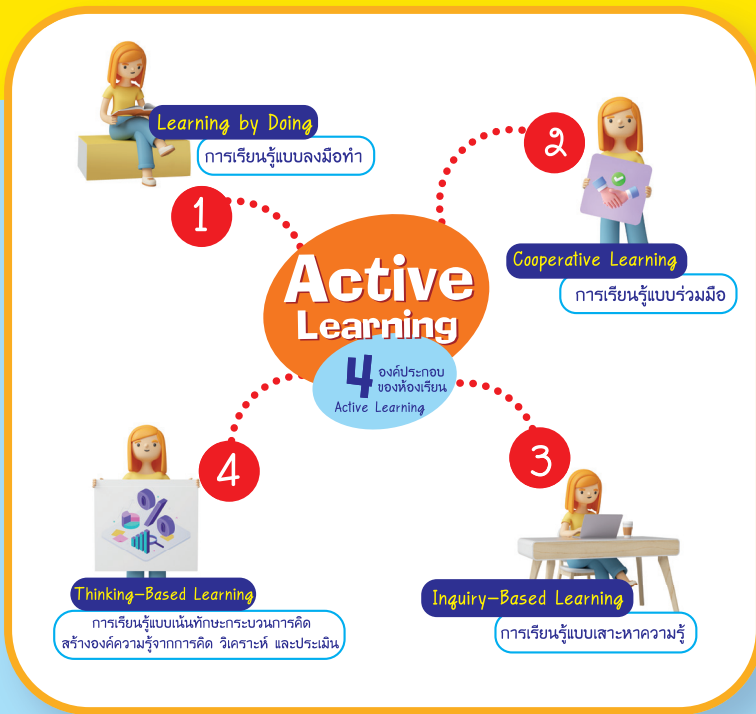 Learning by Doing
การเรียนรู้แบบลงมือทำ
1
2
Cooperative Learning
การเรียนรู้แบบร่วมมือ
Active
Learning
4 องค์ประกอบ
ของห้องเรียน
Active Learning
3
Inquiry-Based Learning
การเรียนรู้แบบเสาะหาความรู้
4
Thinking-Based Learning
การเรียนรู้แบบเน้นทักษะกระบวนการคิด
สร้างองค์ความรู้จากการคิด วิเคราะห์ และประเมิน